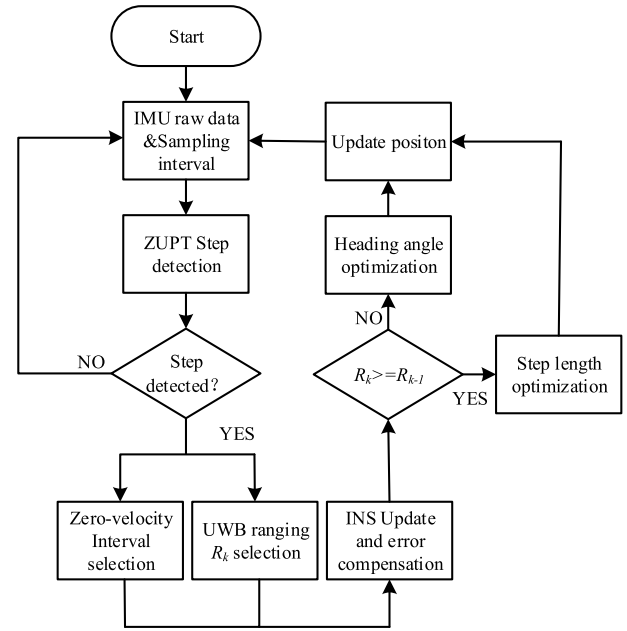 Start
IMU raw data
&Sampling
interval
Update positon
ZUPT Step
detection
Heading angle
optimization
NO
NO
Step
detected?
Rk>=Rk-1
Step length
optimization
YES
YES
Zero-velocity
Interval
selection
UWB ranging
Rk selection
INS Update
and error
compensation